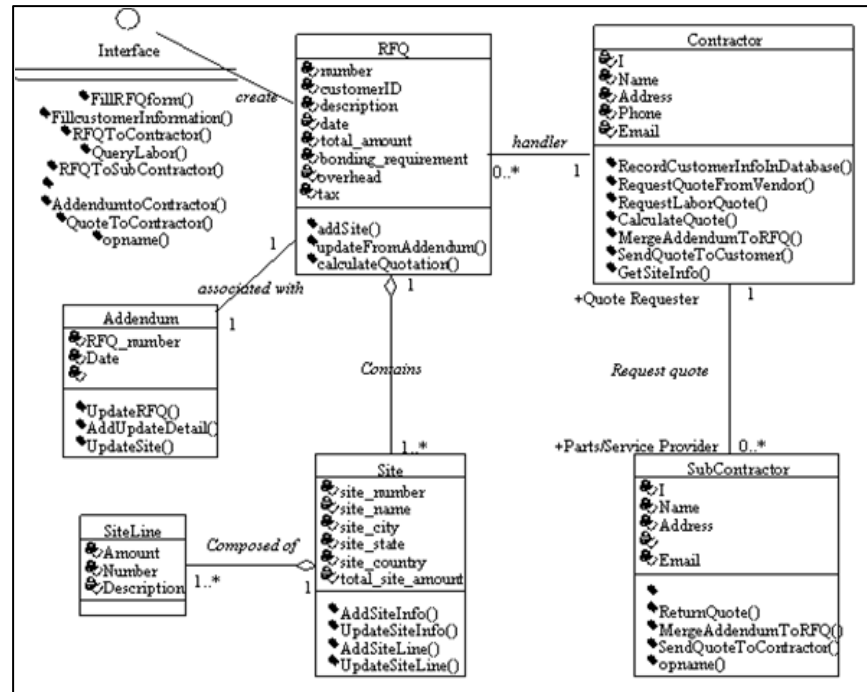 Interface
FillRFQform()
FillcustomerInformation()
RFQToContractor()
QueryLabor()
RFQToSubContractor()
AddendumtoContractor()
QuoteToContractor()
opname()
create
RFQ
number
customerID
description
date
total_amount
bonding_requirement
overhead
tax
addSite()
updateFromAddendum()
calculateQuotation()
handler
0..*
1
Contractor
I
Name
Address
Phone
Email
RecordCustomerInfoInDatabase()
RequestQuoteFromVendor()
RequestLaborQuote()
CalculateQuote()
MergeAddendumToRFQ()
SendQuoteToCustomer()
GetSiteInfo()
1
associated with
1
Addendum
RFQ_number
Date
UpdateRFQ()
AddUpdateDetail()
UpdateSite()
1
Contains
1..*
+Quote Requester
1
Request quote
+Parts/Service Provider
0..*
Site
site_number
site_name
site_city
site_state
site_country
total_site_amount
AddSiteInfo()
UpdateSiteInfo()
AddSiteLine()
UpdateSiteLine()
SiteLine
Amount
Number
Description
Composed of
1..*
1
SubContractor
I
Name
Address
Email
ReturnQuote()
MergeAddendumToRFQ()
SendQuoteToContractor()
opname()